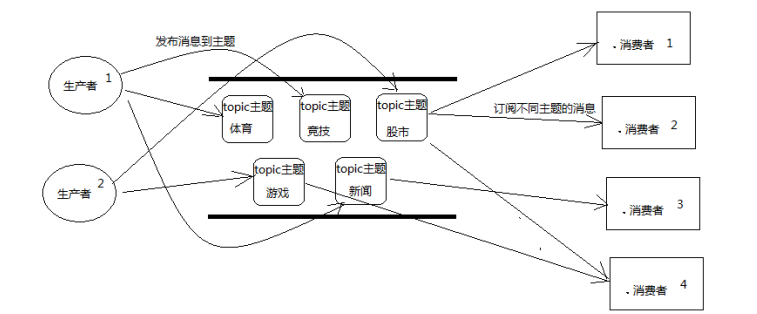 发布消息到主题
生产者 1
topic主题
体育
topic主题
竞技
topic主题
股市
.消费者 1
订阅不同主题的消息
.消费者 2
生产者 2
topic主题
游戏
topic主题
新闻
.消费者 3
.消费者 4